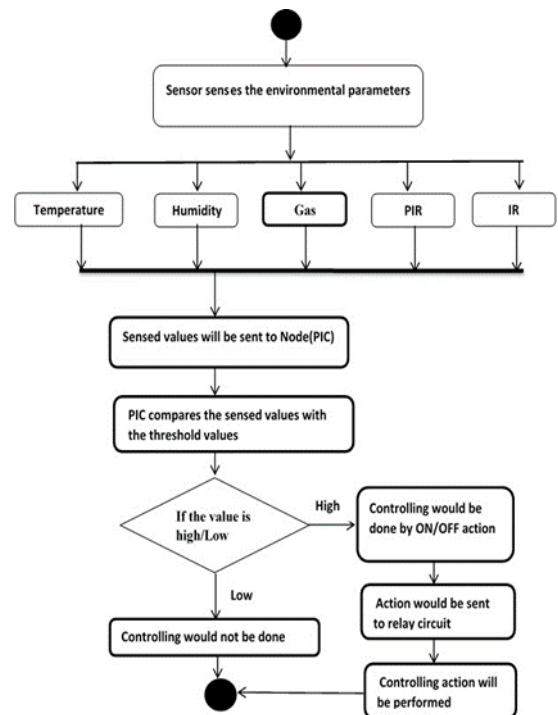 Sensor senses the environmental parameters
Temperature
Humidity
Gas
PIR
IR
Sensed values will be sent to Node(PIC)
PIC compares the sensed values with
the threshold values
If the value is
high/Low
High
Controlling would be
done by ON/OFF action
Low
Action would be sent
to relay circuit
Controlling would not be done
Controlling action will
be performed